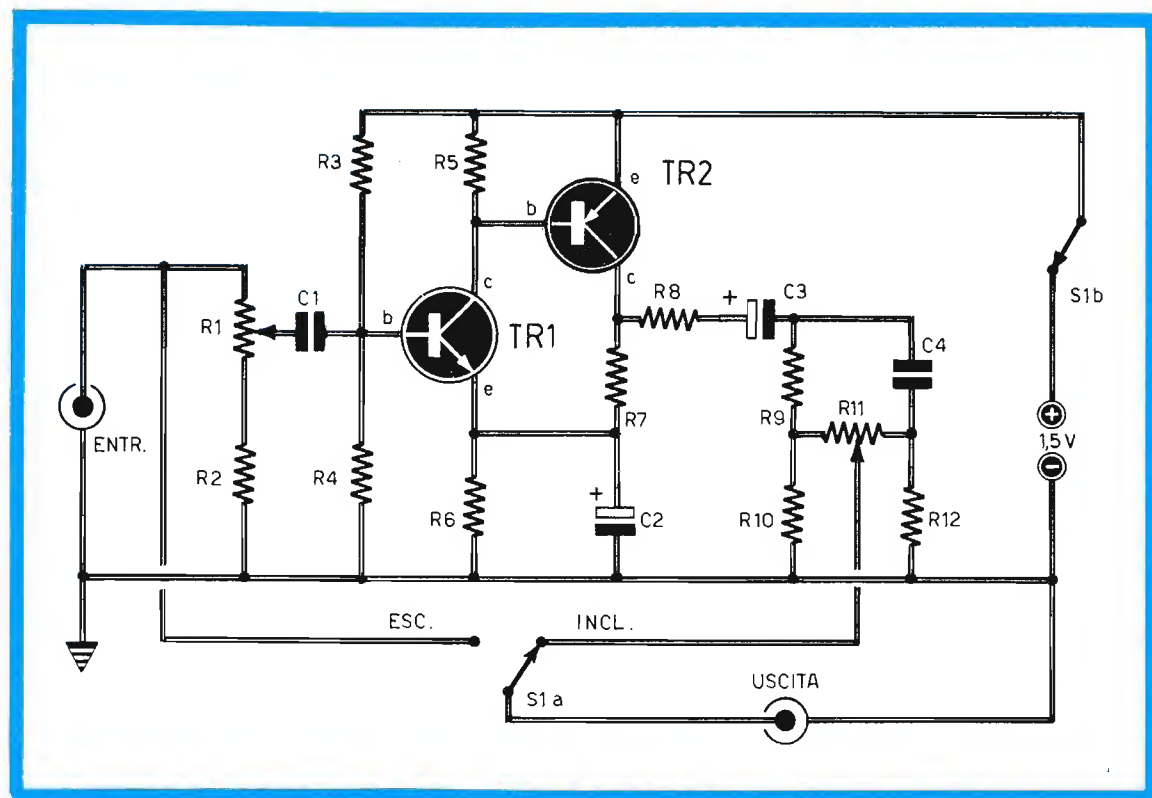 R3
R5
TR2
e
b
c
R1
C1
b
c
TR1
e
R8
+
C3
C4
S1b
R7
R9
R11
+
1,5 V
-
ENTR.
R2
R4
R6
+
C2
R10
R12
ESC.
INCL.
S1a
USCITA